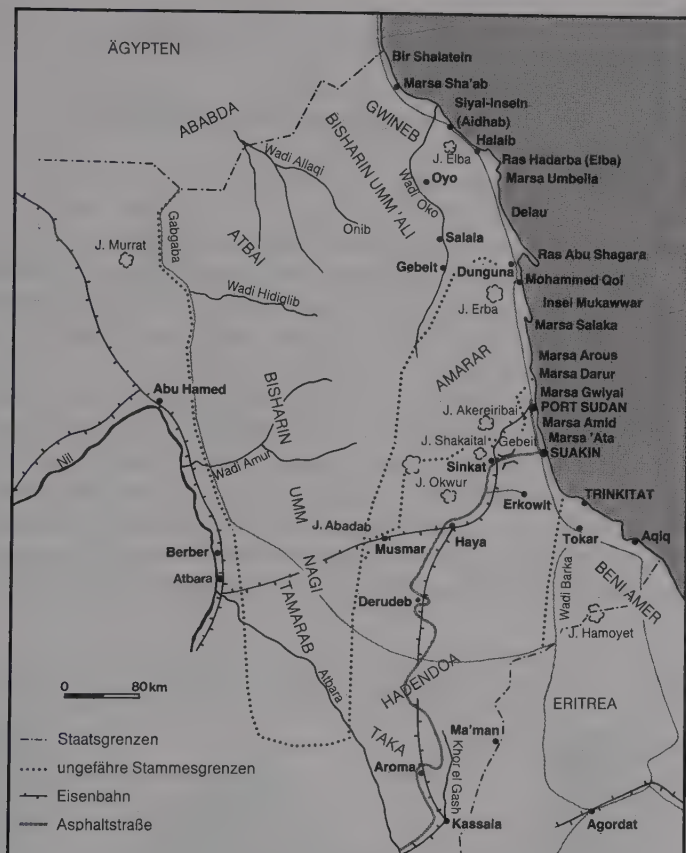 ÄGYPTEN
Bir Shalatein
Marsa Sha'ab
Siyal-Inseln
(Aidhab)
GWINEB
Halaib
ABABDA
BISHARIN UMM 'ALI
J. Elba
Ras Hadarba (Elba)
Wadi Allaqi
Oyo
Wadi Oko
Marsa Umbeila
Delau
Onib
ATBAI
Gabgaba
J. Murrat
Salala
Gebeit
Dunguna
Ras Abu Shagara
Mohammed Qol
Wadi Hidiolib
J. Erba
Insel Mukawwar
Marsa Salaka
AMARAR
Marsa Arous
Marsa Darur
Marsa Gwiyai
Abu Hamed
BISHARIN
J. Akereiribai
PORT SUDAN
Marsa Amid
J. Shakaital
Gebeit
Marsa 'Ata
SUAKIN
Nil
Wadi Amur
Sinkat
J. Okwur
UMM
Erkowit
TRINKITAT
J. Abadab
Musmar
Haya
Tokar
Aqiq
Berber
NAGI
Atbara
TAMARAB
Derudeb
Wadi Barka
BENI AMER
J. Hamoyet
HADENDOA
ERITREA
Atbara
0 80 km
TAKA
Ma'man
Staatsgrenzen
ungefähre Stammesgrenzen
Aroma
Khor el Gash
Eisenbahn
Asphaltstraße
Kassala
Agordat